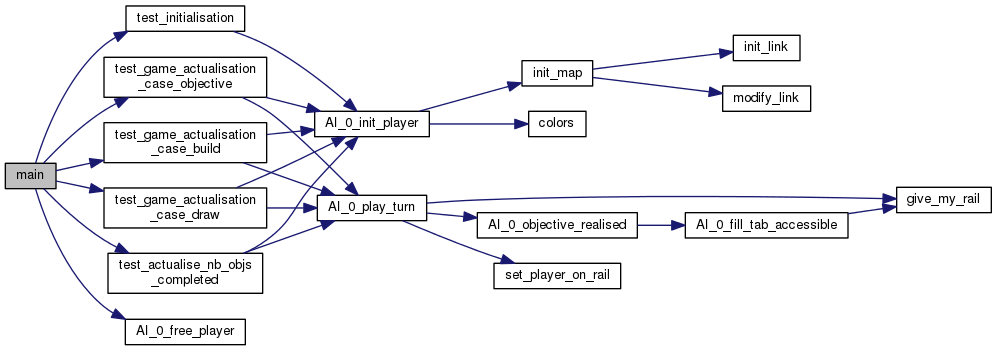 main
test_initialisation
test_game_actualisation
_case_objective
test_game_actualisation
_case_build
test_game_actualisation
_case_draw
test_actualise_nb_objs
_completed
AI_0_free_player
AI_0_init_player
AI_0_play_turn
init_map
colors
AI_0_objective_realised
set_player_on_rail
init_link
modify_link
AI_0_fill_tab_accessible
give_my_rail